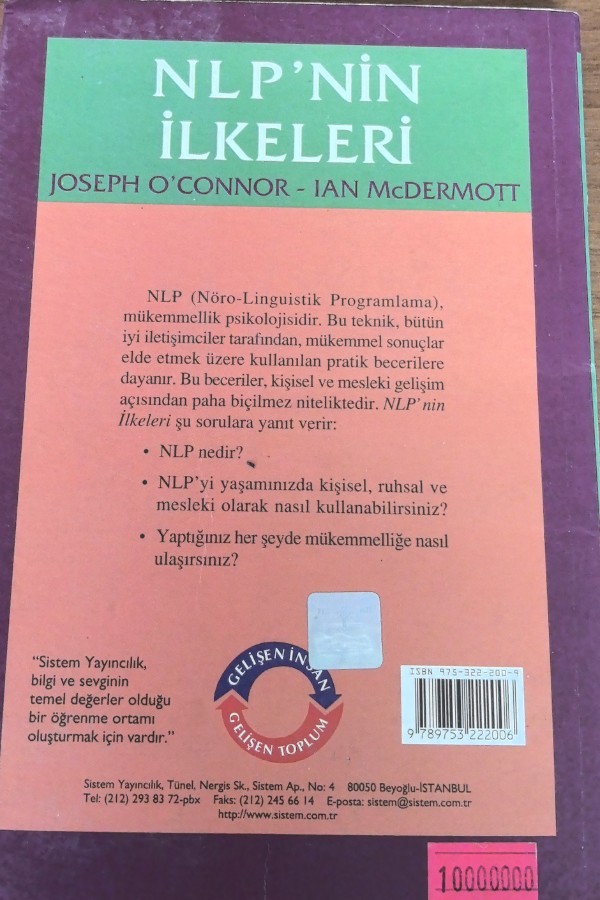 NLP'NİN
İLKELERİ
JOSEPH O'CONNOR - IAN McDERMOTT
NLP (Nöro-Linguistik Programlama),
mükemmellik psikolojisidir. Bu teknik, bütün
iyi iletişimciler tarafından, mükemmel sonuçlar
elde etmek üzere kullanılan pratik becerilere
dayanır. Bu beceriler, kişisel ve mesleki gelişim
açısından paha biçilmez niteliktedir. NLP'nin
İlkeleri şu sorulara yanıt verir:
• NLP nedir?
• NLP'yi yaşamınızda kişisel, ruhsal ve
mesleki olarak nasıl kullanabilirsiniz?
• Yaptığınız her şeyde mükemmelliğe nasıl
ulaşırsınız?
"Sistem Yayıncılık,
bilgi ve sevginin
temel değerler olduğu
bir öğrenme ortamı
oluşturmak için vardır."
GELİŞEN İNSAN
GELİŞEN TOPLUM
ISBN 975-322-200-9
9 789753 222006
Sistem Yayıncılık, Tünel, Nergis Sk., Sistem Ap., No: 4 80050 Beyoğlu-İSTANBUL
Tel: (212) 293 83 72-pbx Faks: (212) 245 66 14 E-posta: sistem@sistem.com.tr
http://www.sistem.com.tr
10000000